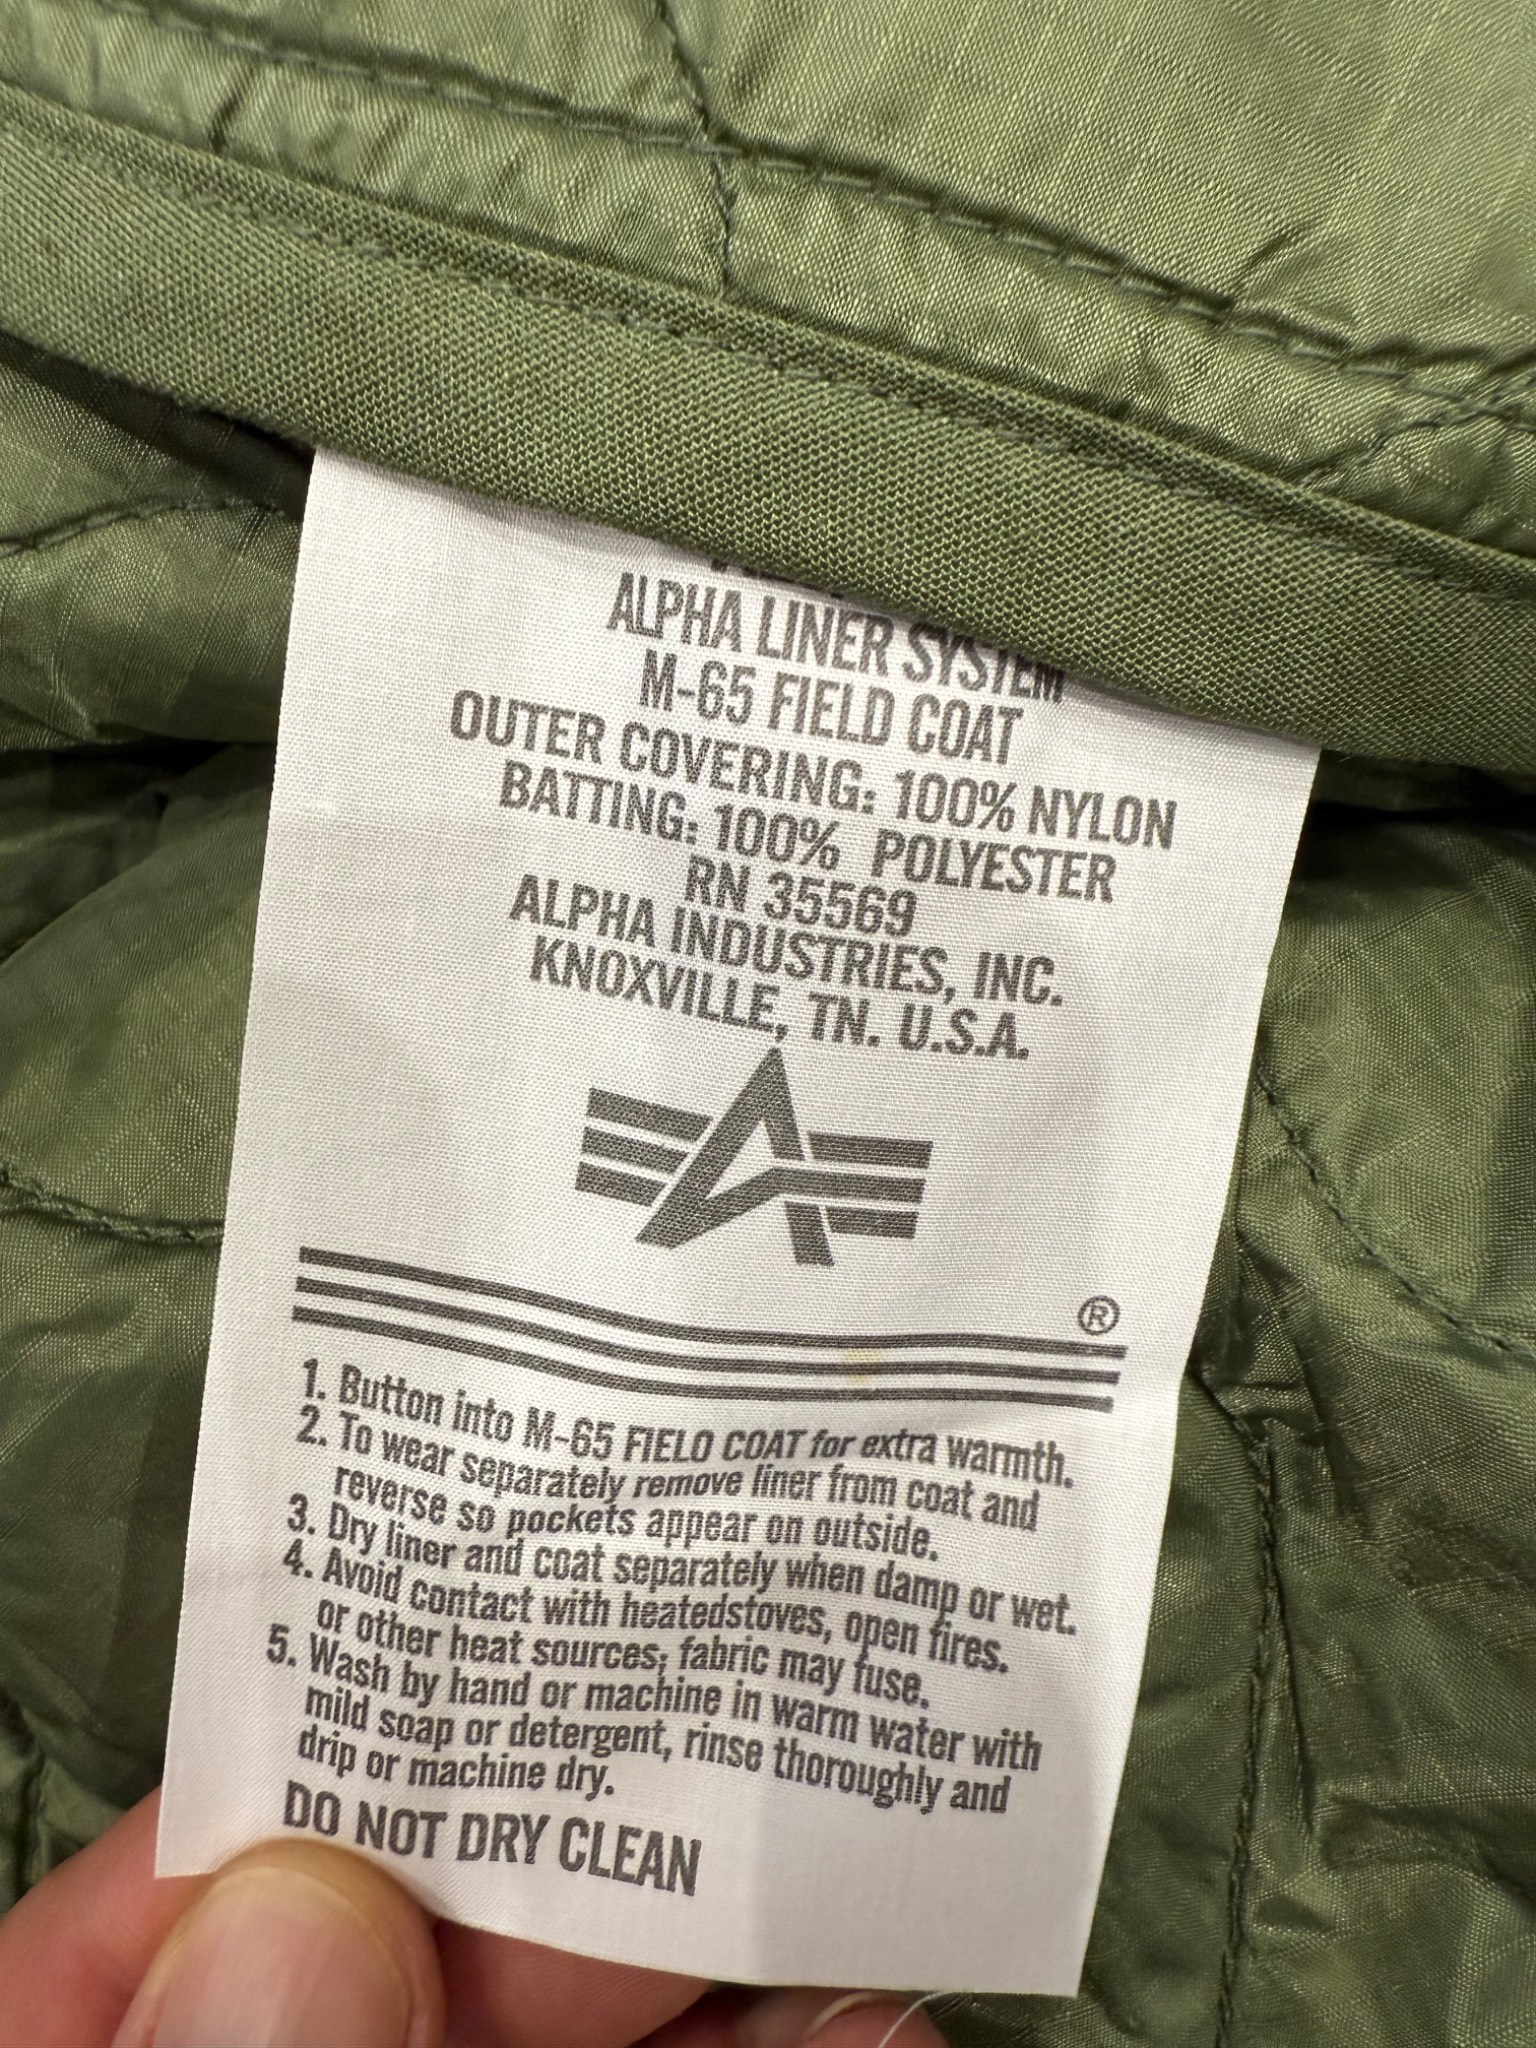 ALPHA LINER SYSTEM
M-65 FIELD COAT
OUTER COVERING: 100% NYLON
BATTING: 100% POLYESTER
RN 35569
ALPHA INDUSTRIES, INC.
KNOXVILLE, TN. U.S.A.
®
1. Button into M-65 FIELD COAT for extra warmth.
2. To wear separately remove liner from coat and
reverse so pockets appear on outside.
3. Dry liner and coat separately when damp or wet.
4. Avoid contact with heatedstoves, open fires.
or other heat sources; fabric may fuse.
5. Wash by hand or machine in warm water with
mild soap or detergent, rinse thoroughly and
drip or machine dry.
DO NOT DRY CLEAN